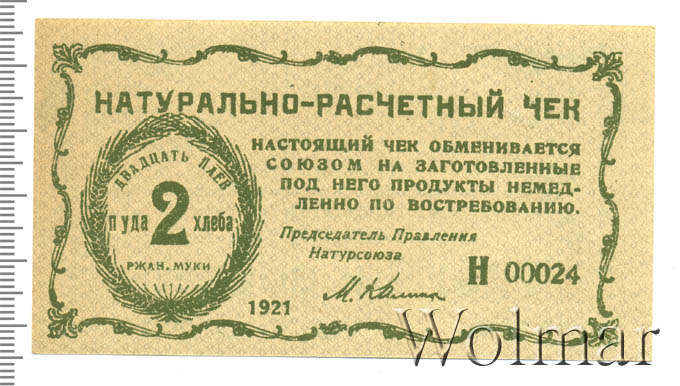 НАТУРАЛЬНО-РАСЧЕТНЫЙ ЧЕК
ДВАДЦАТЬ ПАЕВ
пуда 2 хлеба
РЖАН. МУКИ
НАСТОЯЩИЙ ЧЕК ОБМЕНИВАЕТСЯ
СОЮЗОМ НА ЗАГОТОВЛЕННЫЕ
ПОД НЕГО ПРОДУКТЫ НЕМЕД-
ЛЕННО ПО ВОСТРЕБОВАНИЮ.
Председатель Правления
Натурсоюза
Н 00024
1921
Wolmar